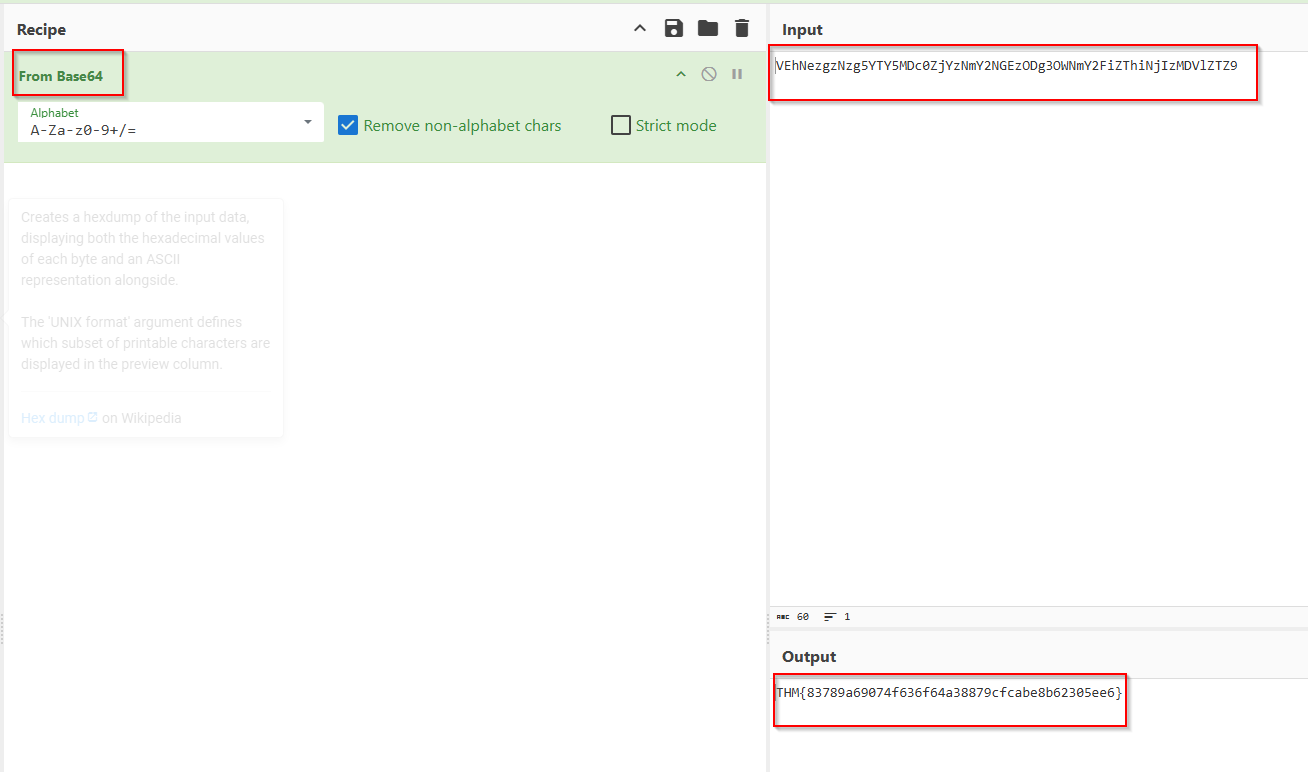 Recipe
From Base64
Alphabet
A-Za-z0-9+/=
Remove non-alphabet chars
Strict mode
Creates a hexdump of the input data,
displaying both the hexadecimal values
of each byte and an ASCII
representation alongside.
The 'UNIX format' argument defines
which subset of printable characters are
displayed in the preview column.
Hex dump on Wikipedia
Input
VEhNezgzNzg5YTY5MDc0ZjYzNmY2NGEzODg3OWNmY2FiZThiNjIzMDVlZTZ9
ABC 60 1
Output
THM{83789a69074f636f64a38879cfcabe8b62305ee6}